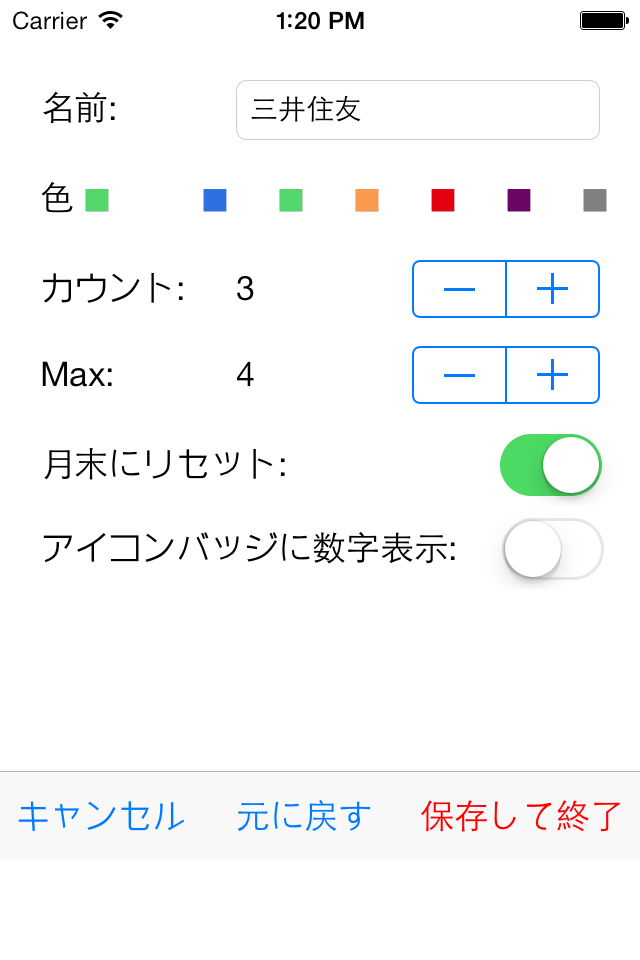 Carrier 1:20 PM
名前: 三井住友
色
カウント: 3
Max: 4
月末にリセット:
アイコンバッジに数字表示:
キャンセル 元に戻す 保存して終了